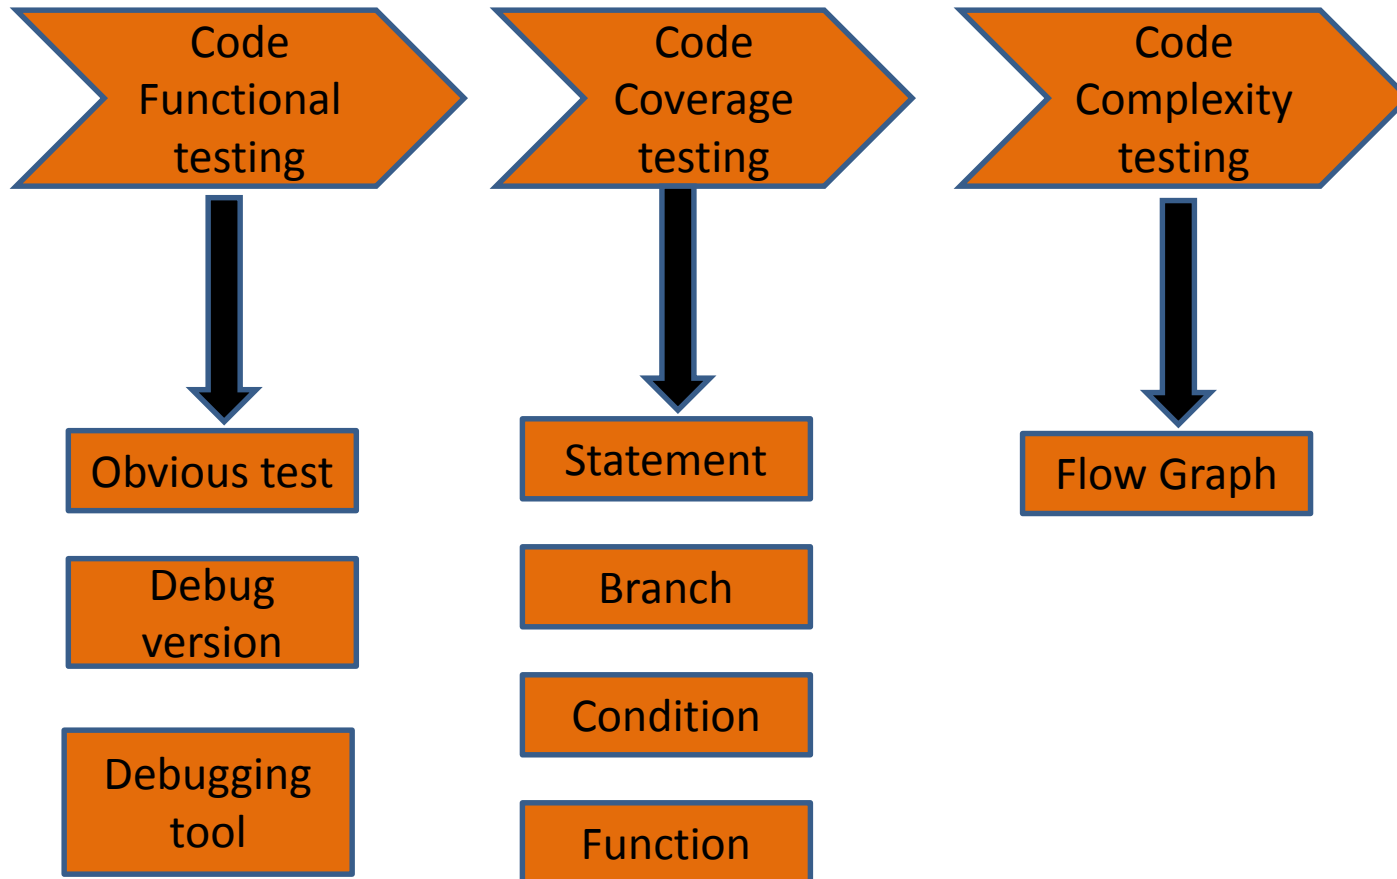 Code
Functional
testing
Code
Coverage
testing
Code
Complexity
testing
Obvious test
Debug
version
Debugging
tool
Statement
Branch
Condition
Function
Flow Graph